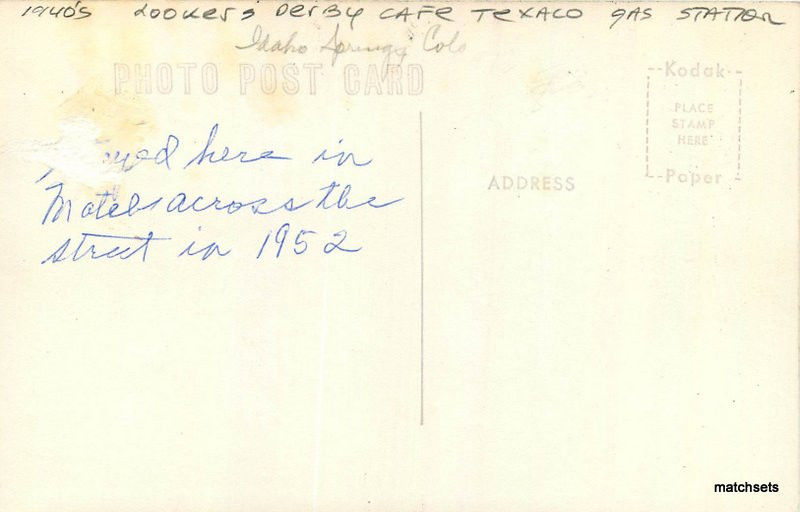 1940's Lookers Derby CAFe Texaco gas STATION
Idaho Springs Colo
PHOTO POST CARD
--Kodak--
PLACE
STAMP
HERE
--Paper--
ADDRESS
here in
Motel across the
street in 1952
matchsets